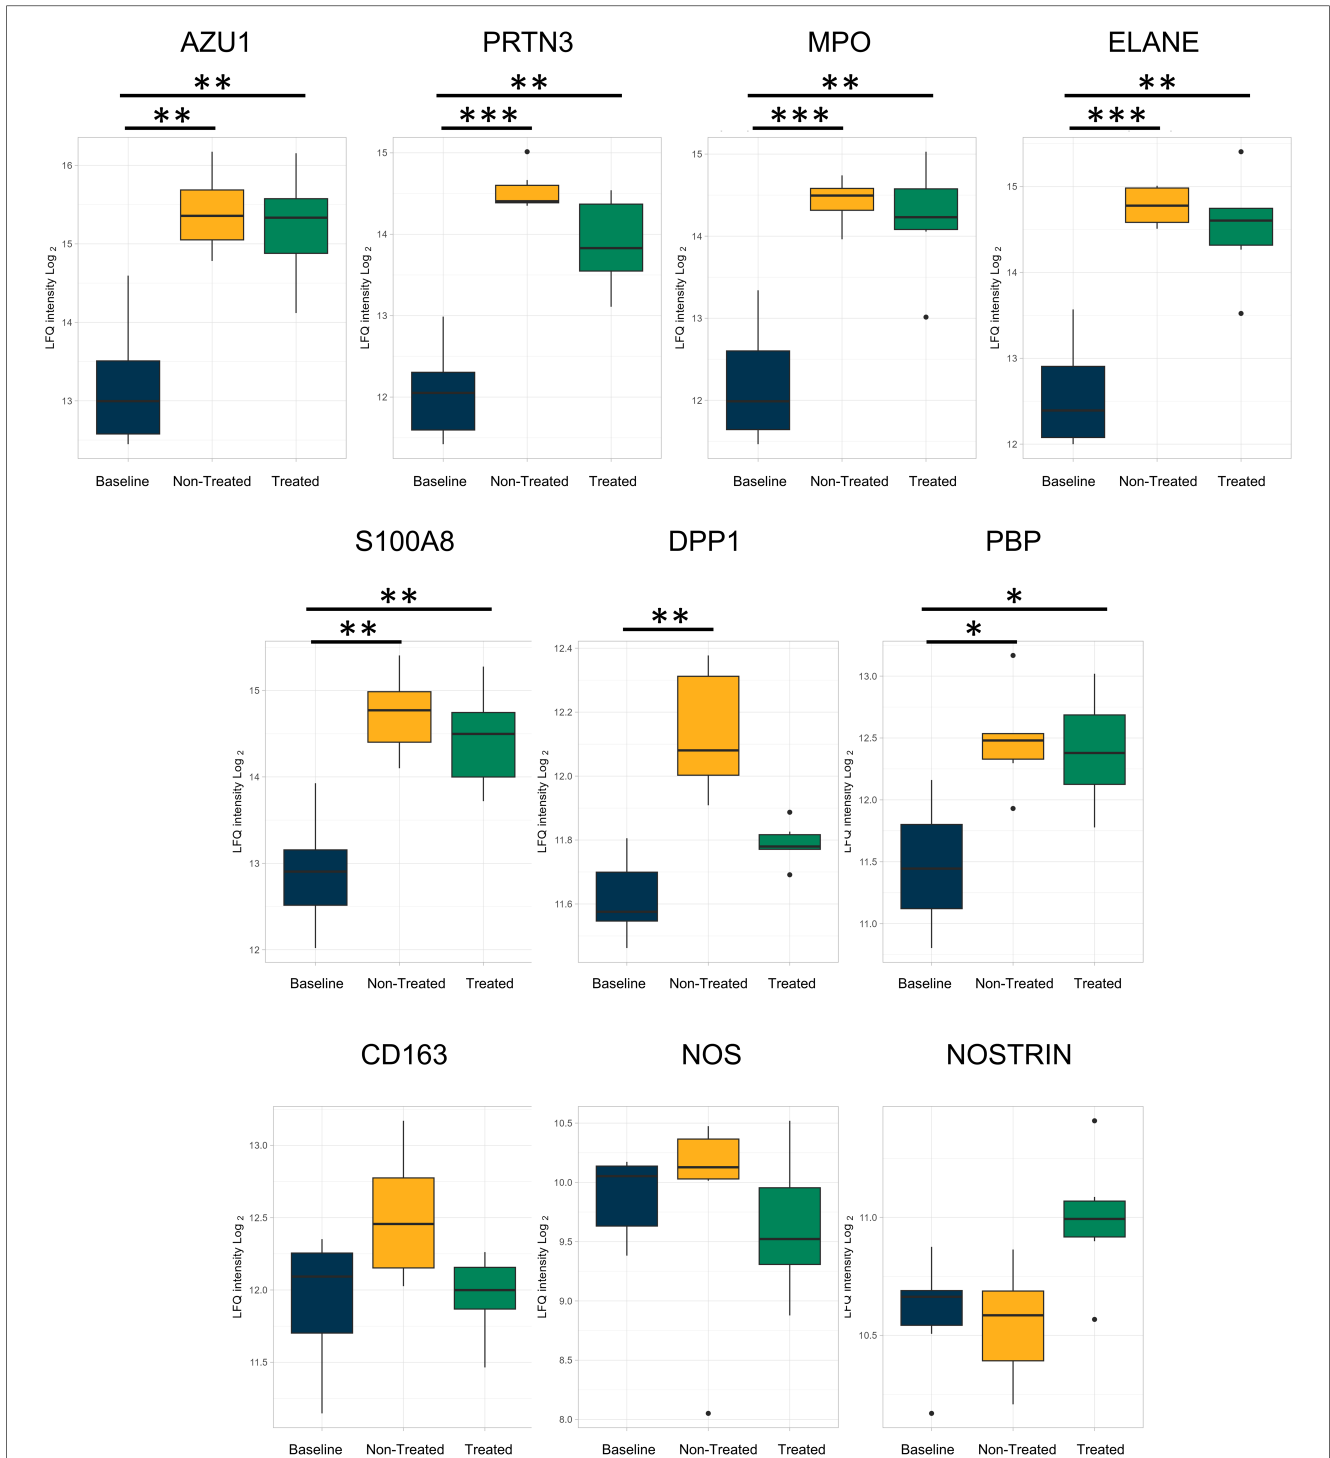 AZU1 PRTN3 MPO ELANE
** ** ** **
** *** *** ***
LFQ intensity Log 2
16
15
14
13
Baseline Non-Treated Treated
LFQ intensity Log 2
15
14
13
12
Baseline Non-Treated Treated
LFQ intensity Log 2
15
14
13
12
Baseline Non-Treated Treated
LFQ intensity Log 2
15
14
13
12
Baseline Non-Treated Treated
S100A8 DPP1 PBP
** ** *
** *
LFQ intensity Log 2
15
14
13
12
Baseline Non-Treated Treated
LFQ intensity Log 2
12.4
12.2
12.0
11.8
11.6
Baseline Non-Treated Treated
LFQ intensity Log 2
13.0
12.5
12.0
11.5
11.0
Baseline Non-Treated Treated
CD163 NOS NOSTRIN
LFQ intensity Log 2
13.0
12.5
12.0
11.5
Baseline Non-Treated Treated
LFQ intensity Log 2
10.5
10.0
9.5
9.0
8.5
8.0
Baseline Non-Treated Treated
LFQ intensity Log 2
11.0
10.5
Baseline Non-Treated Treated